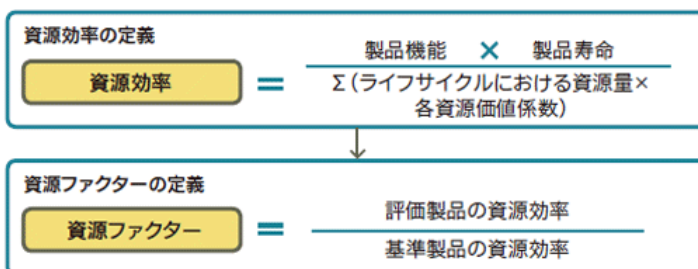 資源効率の定義
資源効率 = 製品機能 × 製品寿命
Σ(ライフサイクルにおける資源量×
各資源価値係数)
資源ファクターの定義
資源ファクター = 評価製品の資源効率
基準製品の資源効率